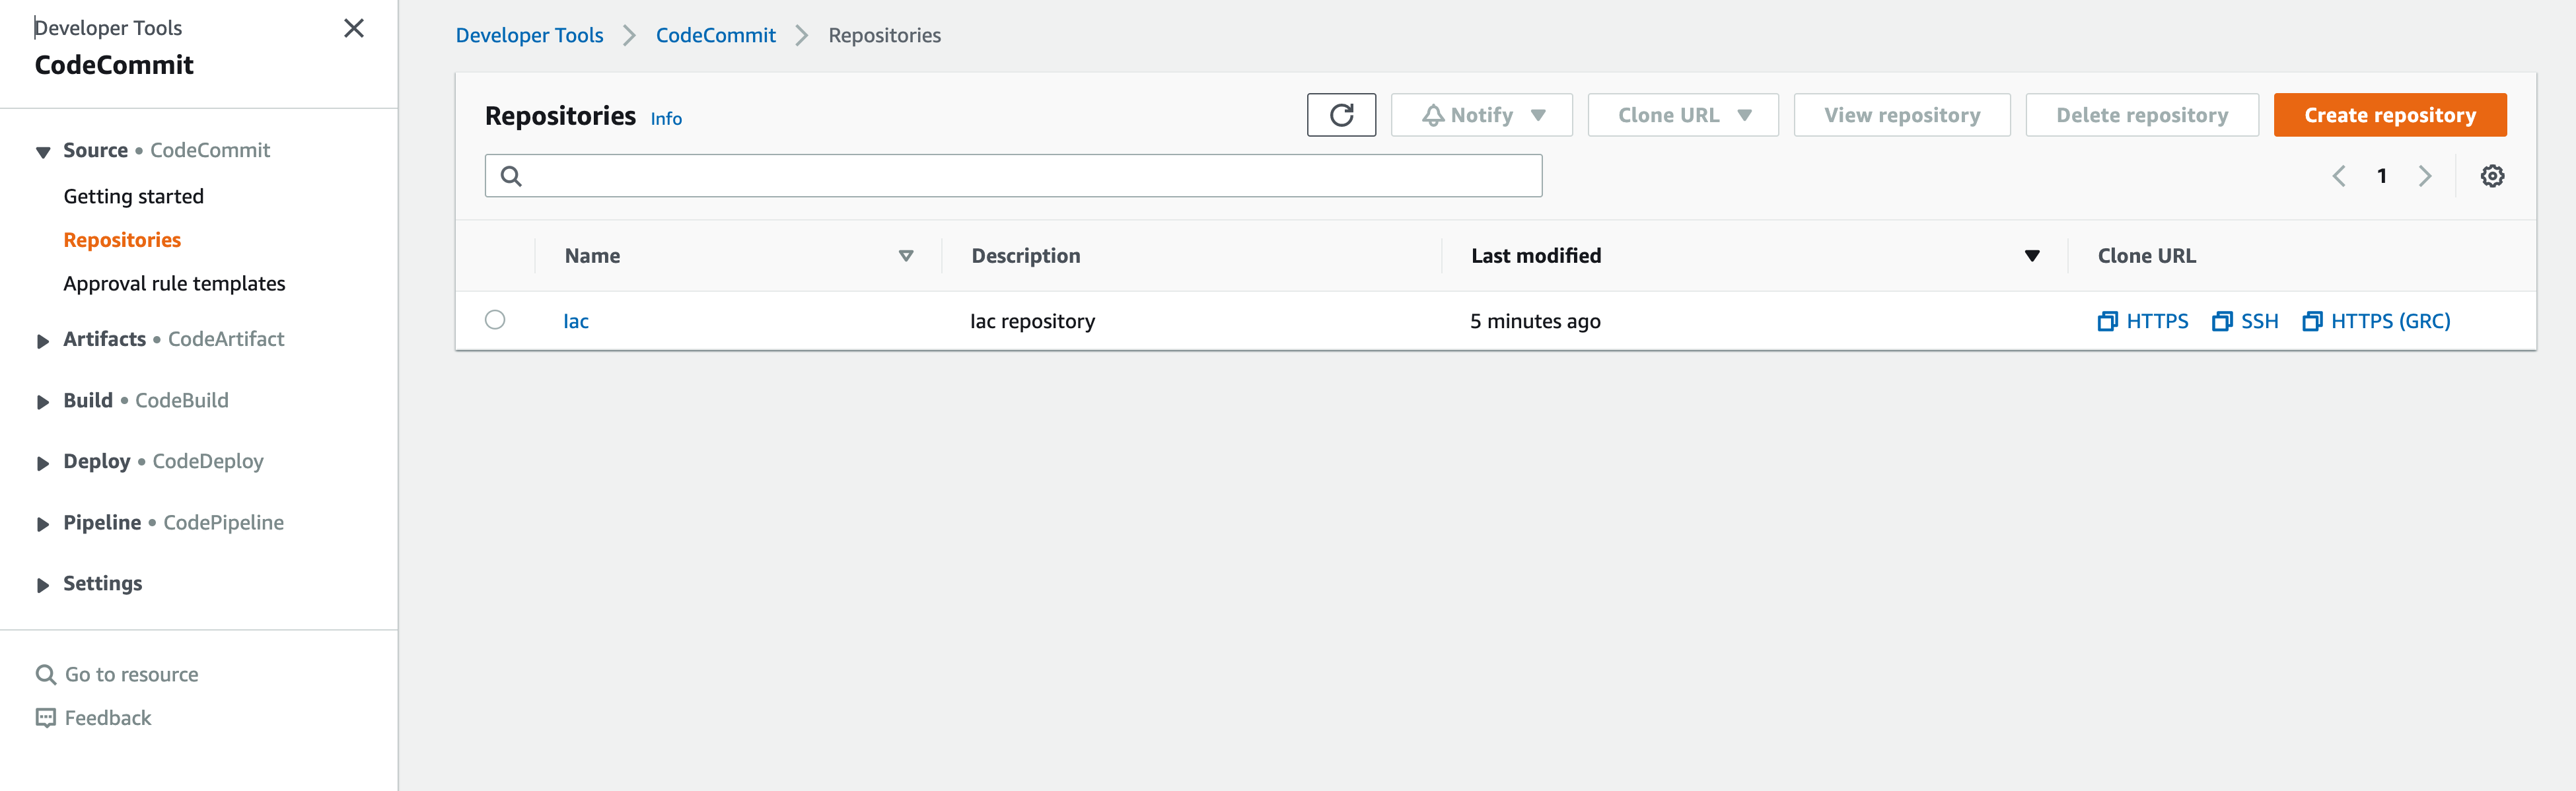 Developer Tools
CodeCommit
Source • CodeCommit
Getting started
Repositories
Approval rule templates
Artifacts • CodeArtifact
Build • CodeBuild
Deploy • CodeDeploy
Pipeline • CodePipeline
Settings
Go to resource
Feedback
Developer Tools > CodeCommit > Repositories
Repositories Info
Notify Clone URL View repository Delete repository Create repository
1
Name Description Last modified Clone URL
Iac Iac repository 5 minutes ago HTTPS SSH HTTPS (GRC)